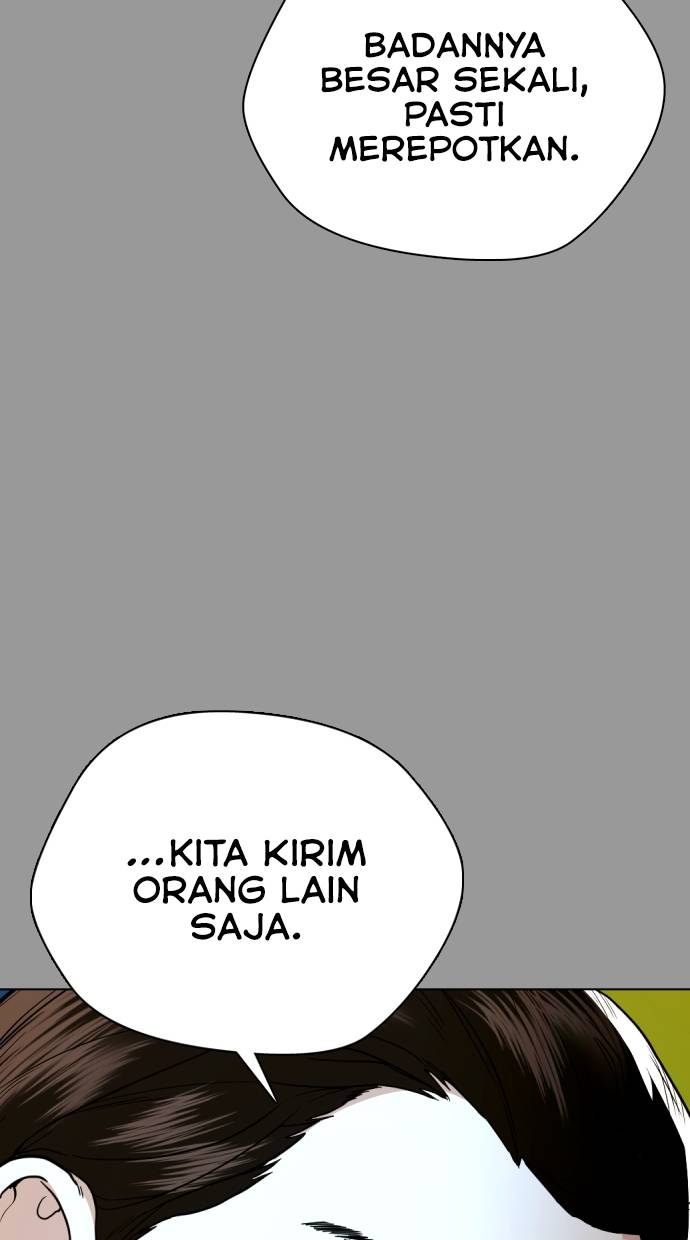 BADANNYA
BESAR SEKALI,
PASTI
MEREPOTKAN.
...KITA KIRIM
ORANG LAIN
SAJA.